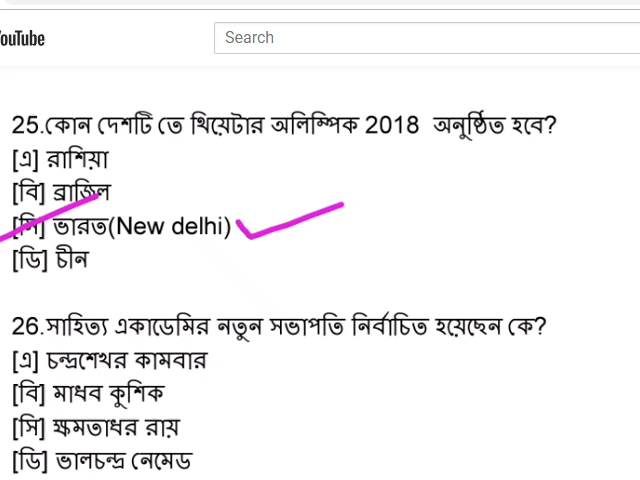 YouTube
Search
25.কোন দেশটি তে থিয়েটার অলিম্পিক 2018 অনুষ্ঠিত হবে?
[এ] রাশিয়া
[বি] ব্রাজিল
[সি] ভারত(New delhi)
[ডি] চীন
26.সাহিত্য একাডেমির নতুন সভাপতি নির্বাচিত হয়েছেন কে?
[এ] চন্দ্রশেখর কামবার
[বি] মাধব কুশিক
[সি] ক্ষমতাধর রায়
[ডি] ভালচন্দ্র নেমেড